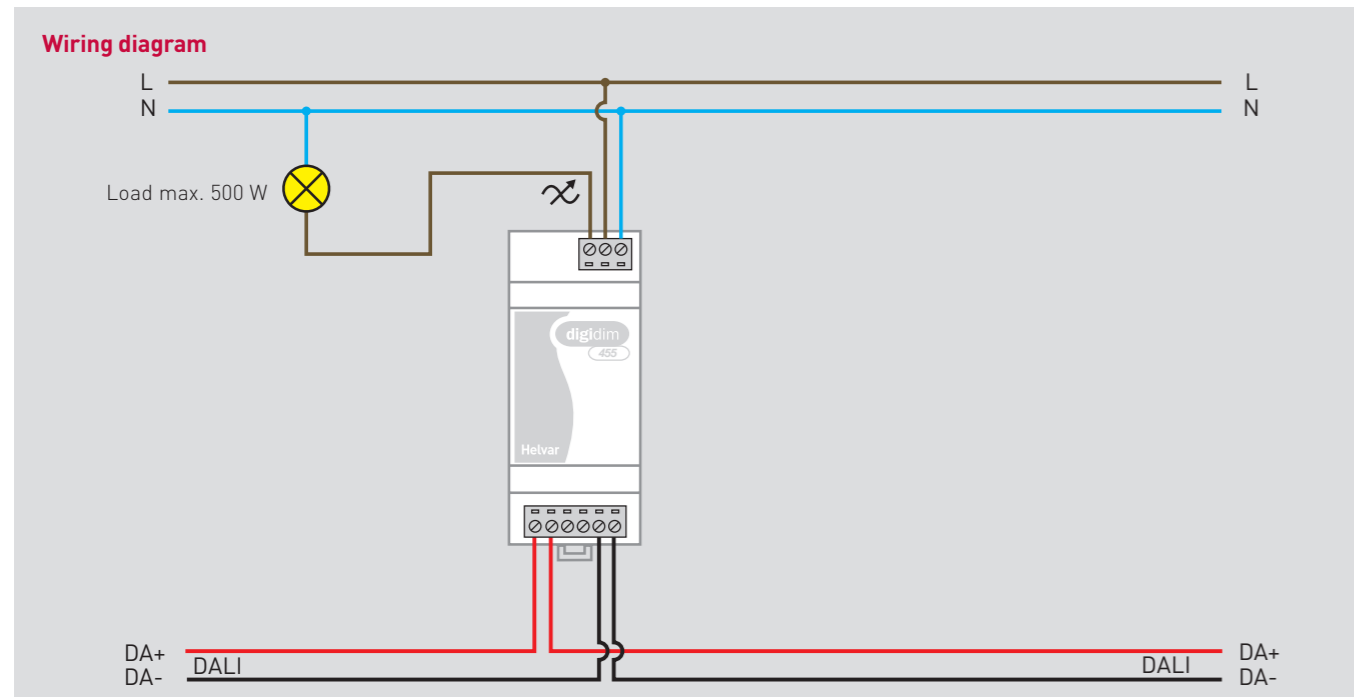 Wiring diagram
L L
N N
Load max. 500 W
digidim
455
Helvar
DA+ DALI DALI DA+
DA- DA-